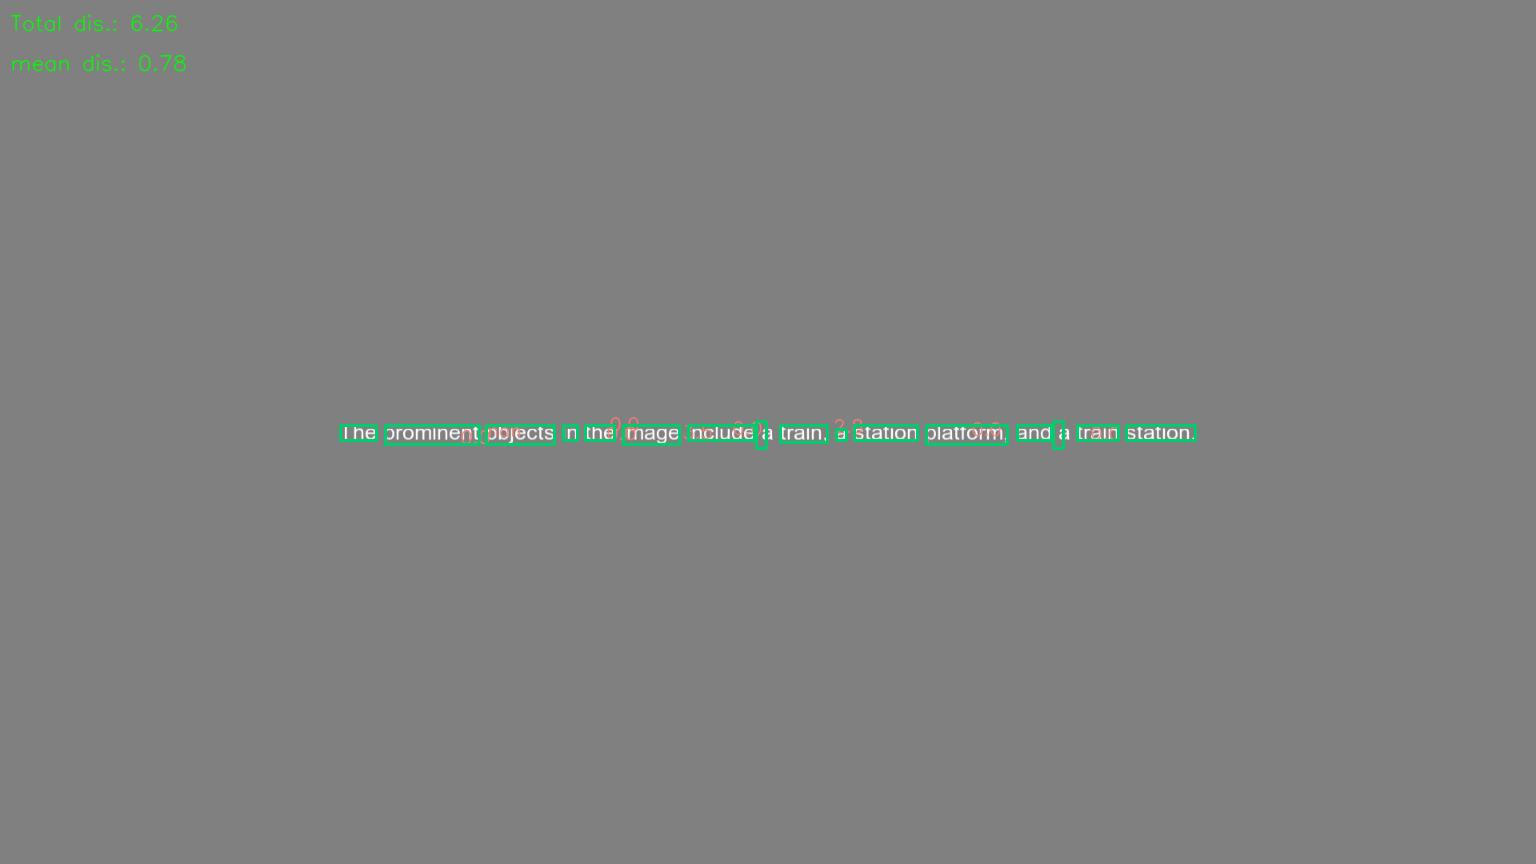 Total dis.: 6.26
mean dis.: 0.78
The prominent objects in the image include a train, a station platform, and a train station.